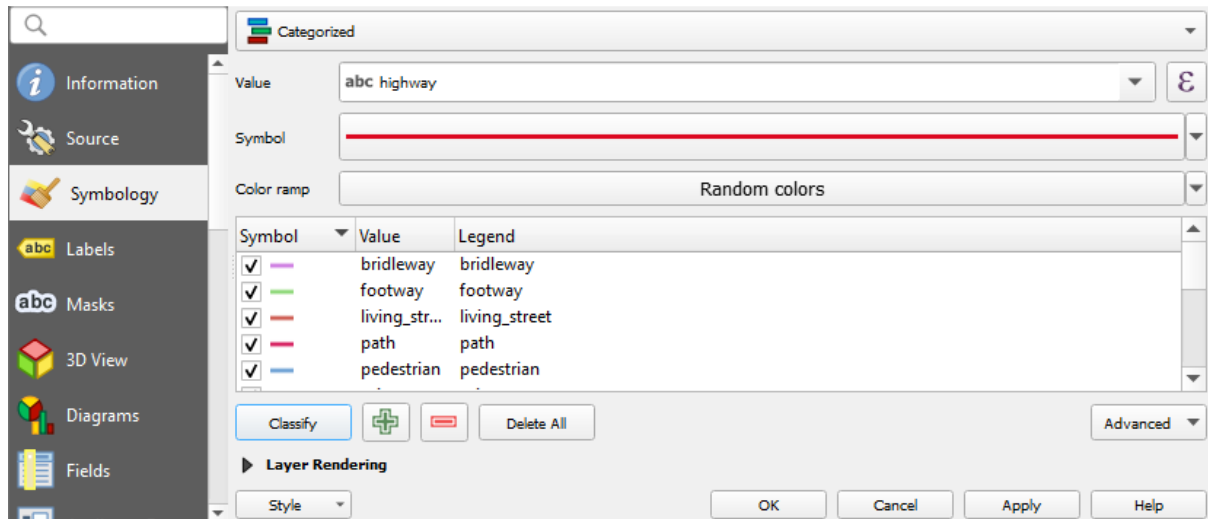 Categorized
Information
Value abc highway ε
Source
Symbol
Symbology
Color ramp Random colors
Symbol Value Legend
abc Labels
bridleway bridleway
footway footway
abc Masks
living_str... living_street
path path
3D View
pedestrian pedestrian
Diagrams
Classify Delete All Advanced
Fields
Layer Rendering
Style OK Cancel Apply Help